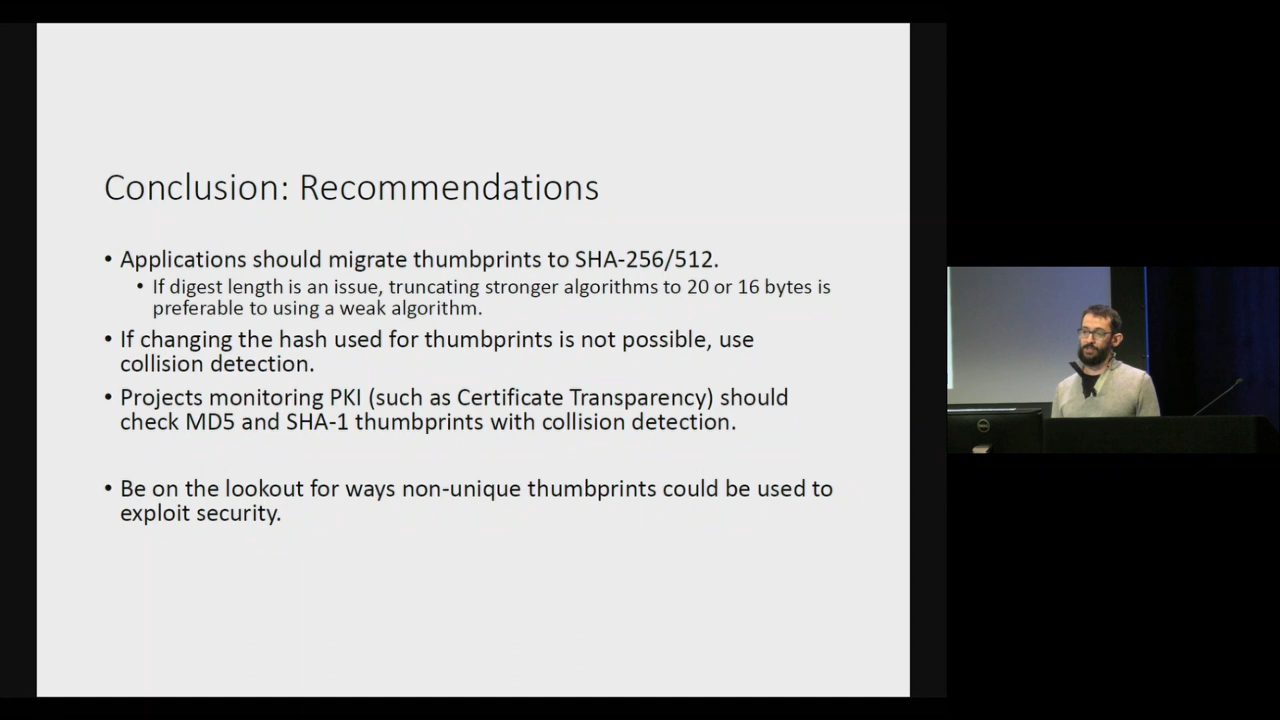 Conclusion: Recommendations
• Applications should migrate thumbprints to SHA-256/512.
• If digest length is an issue, truncating stronger algorithms to 20 or 16 bytes is
preferable to using a weak algorithm.
• If changing the hash used for thumbprints is not possible, use
collision detection.
• Projects monitoring PKI (such as Certificate Transparency) should
check MD5 and SHA-1 thumbprints with collision detection.
• Be on the lookout for ways non-unique thumbprints could be used to
exploit security.
DELL